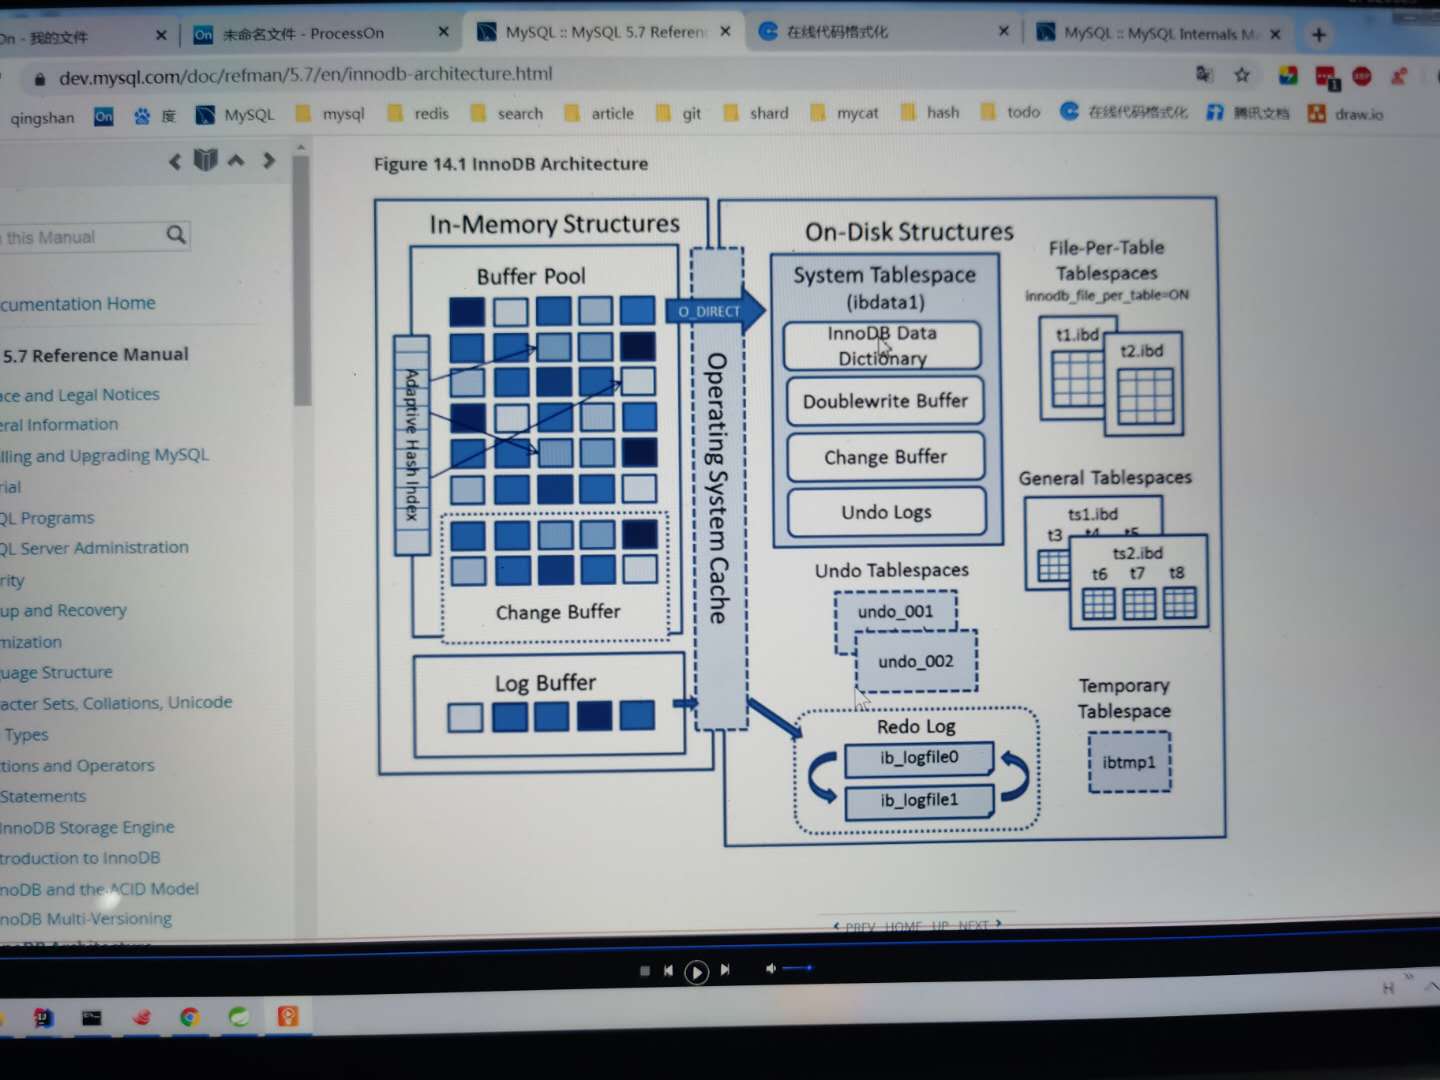 On - 我的文件
On 未命名文件 - ProcessOn
MySQL :: MySQL 5.7 Referen
在线代码格式化
MySQL :: MySQL Internals M
dev.mysql.com/doc/refman/5.7/en/innodb-architecture.html
1
qingshan
On
度
MySQL
mysql
redis
search
article
git
shard
mycat
hash
todo
在线代码格式化
腾讯文档
draw.io
this Manual
cumentation Home
5.7 Reference Manual
ace and Legal Notices
eral Information
lling and Upgrading MySQL
rial
QL Programs
QL Server Administration
rity
up and Recovery
mization
guage Structure
acter Sets, Collations, Unicode
Types
tions and Operators
Statements
InnoDB Storage Engine
troduction to InnoDB
noDB and the ACID Model
noDB Multi-Versioning
Figure 14.1 InnoDB Architecture
In-Memory Structures
Buffer Pool
Adaptive Hash Index
Change Buffer
Log Buffer
O_DIRECT
Operating System Cache
On-Disk Structures
System Tablespace
(ibdata1)
InnoDB Data
Dictionary
Doublewrite Buffer
Change Buffer
Undo Logs
File-Per-Table
Tablespaces
innodb_file_per_table=ON
t1.ibd
t2.ibd
General Tablespaces
ts1.ibd
t3 t4 t5
ts2.ibd
t6 t7 t8
Undo Tablespaces
undo_001
undo_002
Redo Log
ib_logfile0
ib_logfile1
Temporary
Tablespace
ibtmp1
PREV HOME UP NEXT
H